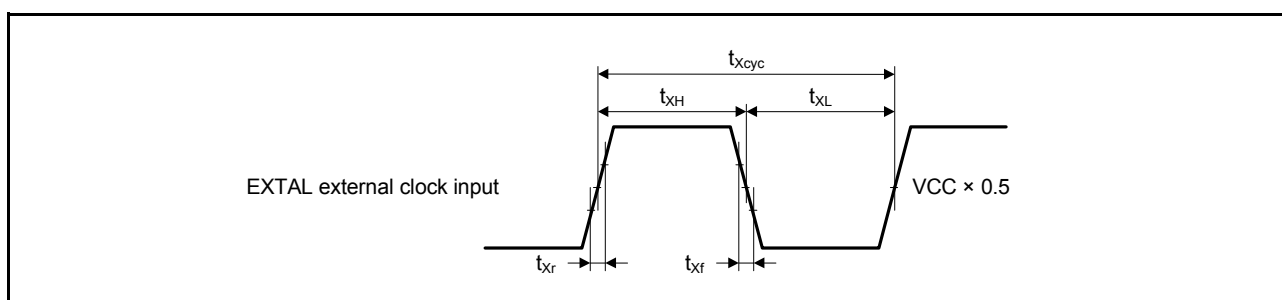 tXcyc
tXH
tXL
EXTAL external clock input
VCC × 0.5
tXr
tXf